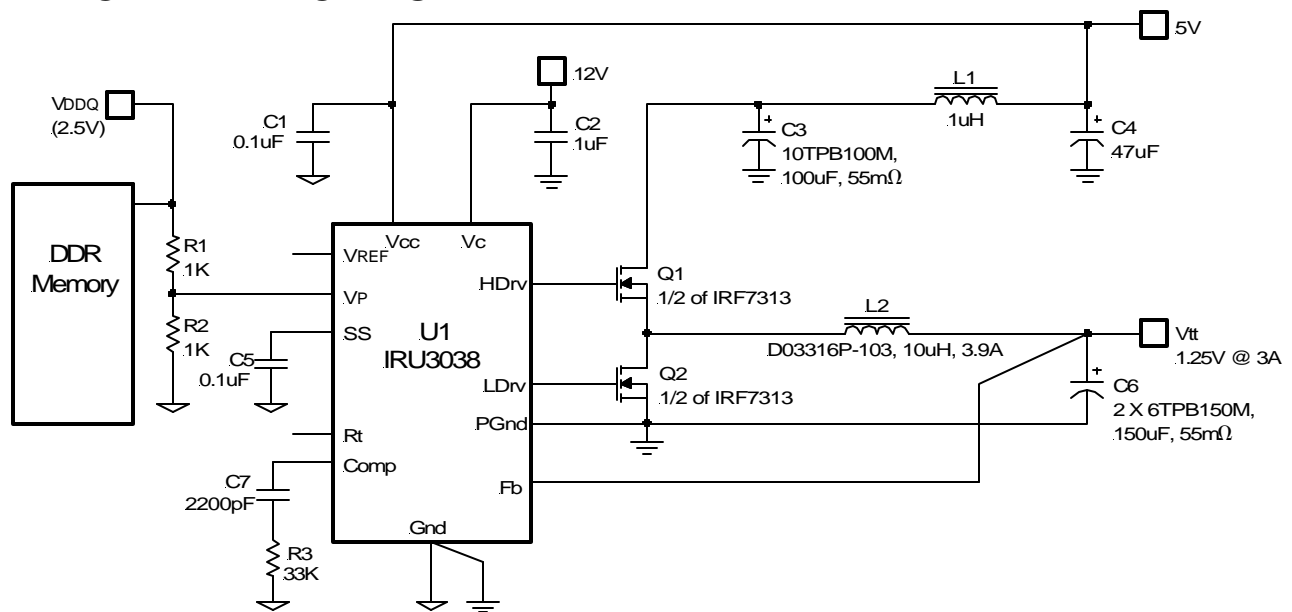 5V
12V
L1
1uH
VDDQ
(2.5V)
C1
0.1uF
C2
1uF
C3
10TPB100M,
100uF, 55mΩ
C4
47uF
DDR
Memory
R1
1K
R2
1K
VREF
Vcc
Vc
VP
HDrv
Q1
1/2 of IRF7313
SS
U1
IRU3038
C5
0.1uF
L2
D03316P-103, 10uH, 3.9A
Vtt
1.25V @ 3A
LDrv
Q2
1/2 of IRF7313
C6
2 X 6TPB150M,
150uF, 55mΩ
PGnd
Rt
Comp
C7
2200pF
Fb
Gnd
R3
33K